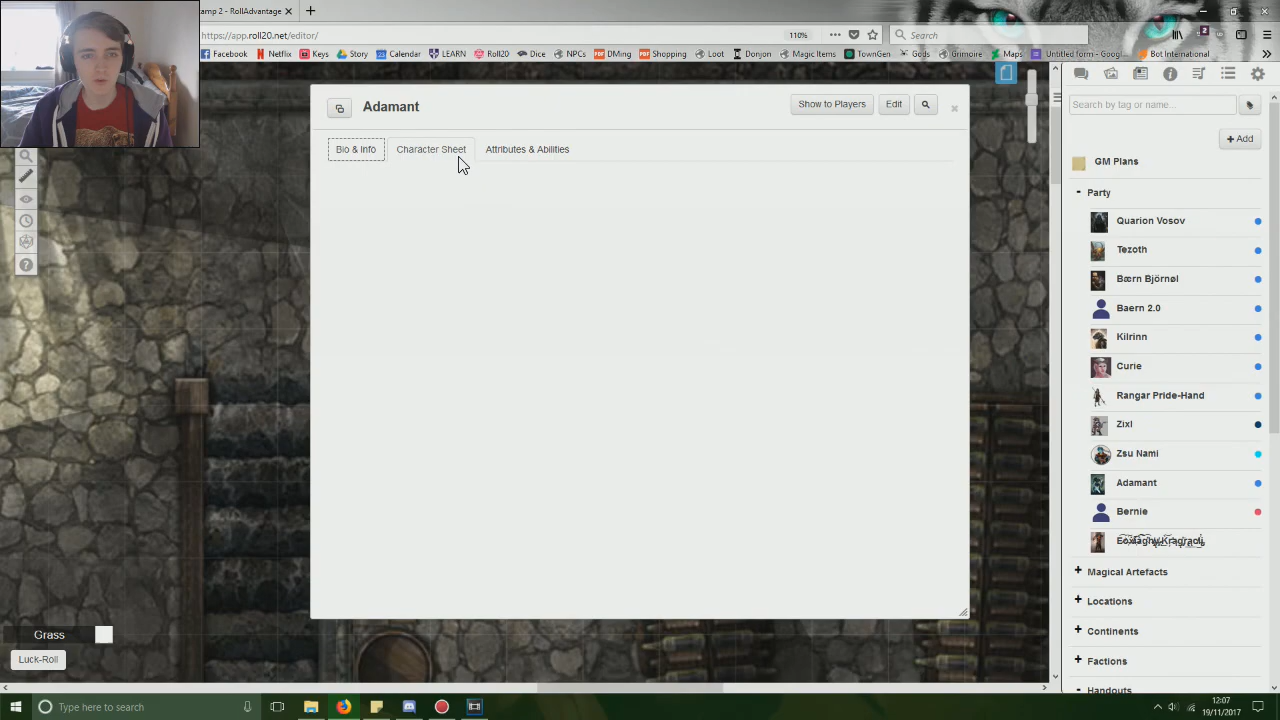 amp 2 - RollAdvantage
https://app.roll20.net/editor/
110%
Search
Facebook
Netflix
Keys
Story
Calendar
LEARN
Roll20
Dice
NPCs
DMing
Shopping
Loot
Donjon
Magic Items
TownGen
Gods
Grimoire
Maps
Untitled form - Goog
Bot International
Adamant
Show to Players
Edit
Bio & Info
Character Sheet
Attributes & Abilities
Search by tag or name...
+ Add
GM Plans
- Party
Quarion Vosov
Tezoth
Bærn Björnøl
Baern 2.0
Kilrinn
Curie
Rangar Pride-Hand
Zixl
Zsu Nami
Adamant
Bernie
+ Magical Artefacts
+ Locations
+ Continents
+ Factions
Handouts
Grass
Luck-Roll
Type here to search
12:07
19/11/2017